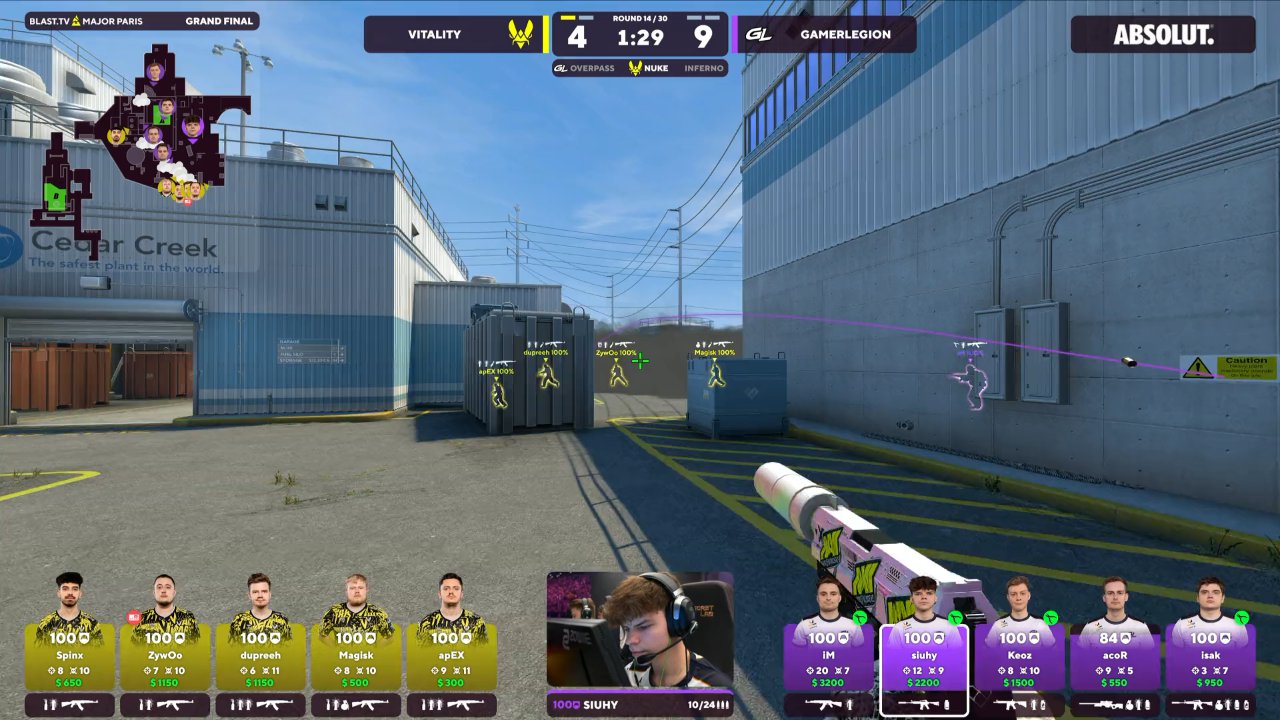 BLAST.TV MAJOR PARIS GRAND FINAL
VITALITY
4
ROUND 14 / 30
1:29
9
GL GAMERLEGION
ABSOLUT.
GL OVERPASS NUKE INFERNO
Cedar Creek
The safest plant in the world.
apEX 100%
dupreeh 100%
ZywOo 100%
Magisk 100%
Caution
100
Spinx
8 10
$650
100
ZywOo
7 10
$1150
100
dupreeh
6 11
$1150
100
Magisk
8 10
$500
100
apEX
9 11
$300
100 SIUHY 10/24
100
iM
20 7
$3200
100
siuhy
12 9
$2200
100
Keoz
8 10
$1500
84
acoR
9 5
$550
100
isak
3 7
$950